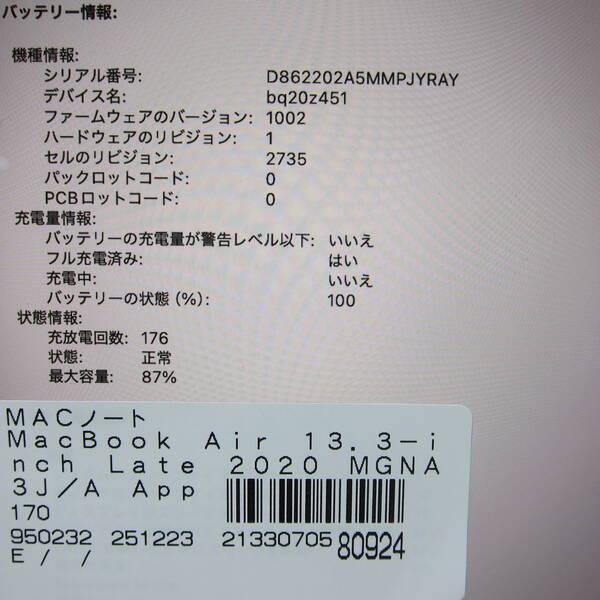 バッテリー情報:
機種情報:
シリアル番号: D862202A5MMPJYRAY
デバイス名: bq20z451
ファームウェアのバージョン: 1002
ハードウェアのリビジョン: 1
セルのリビジョン: 2735
パックロットコード: 0
PCBロットコード: 0
充電量情報:
バッテリーの充電量が警告レベル以下: いいえ
フル充電済み: はい
充電中: いいえ
バッテリーの状態 (%): 100
状態情報:
充放電回数: 176
状態: 正常
最大容量: 87%
MACノート
MacBook Air 13.3-i
nch Late 2020 MGNA
3J/A App
170
950232 251223 21330705 80924
E / /